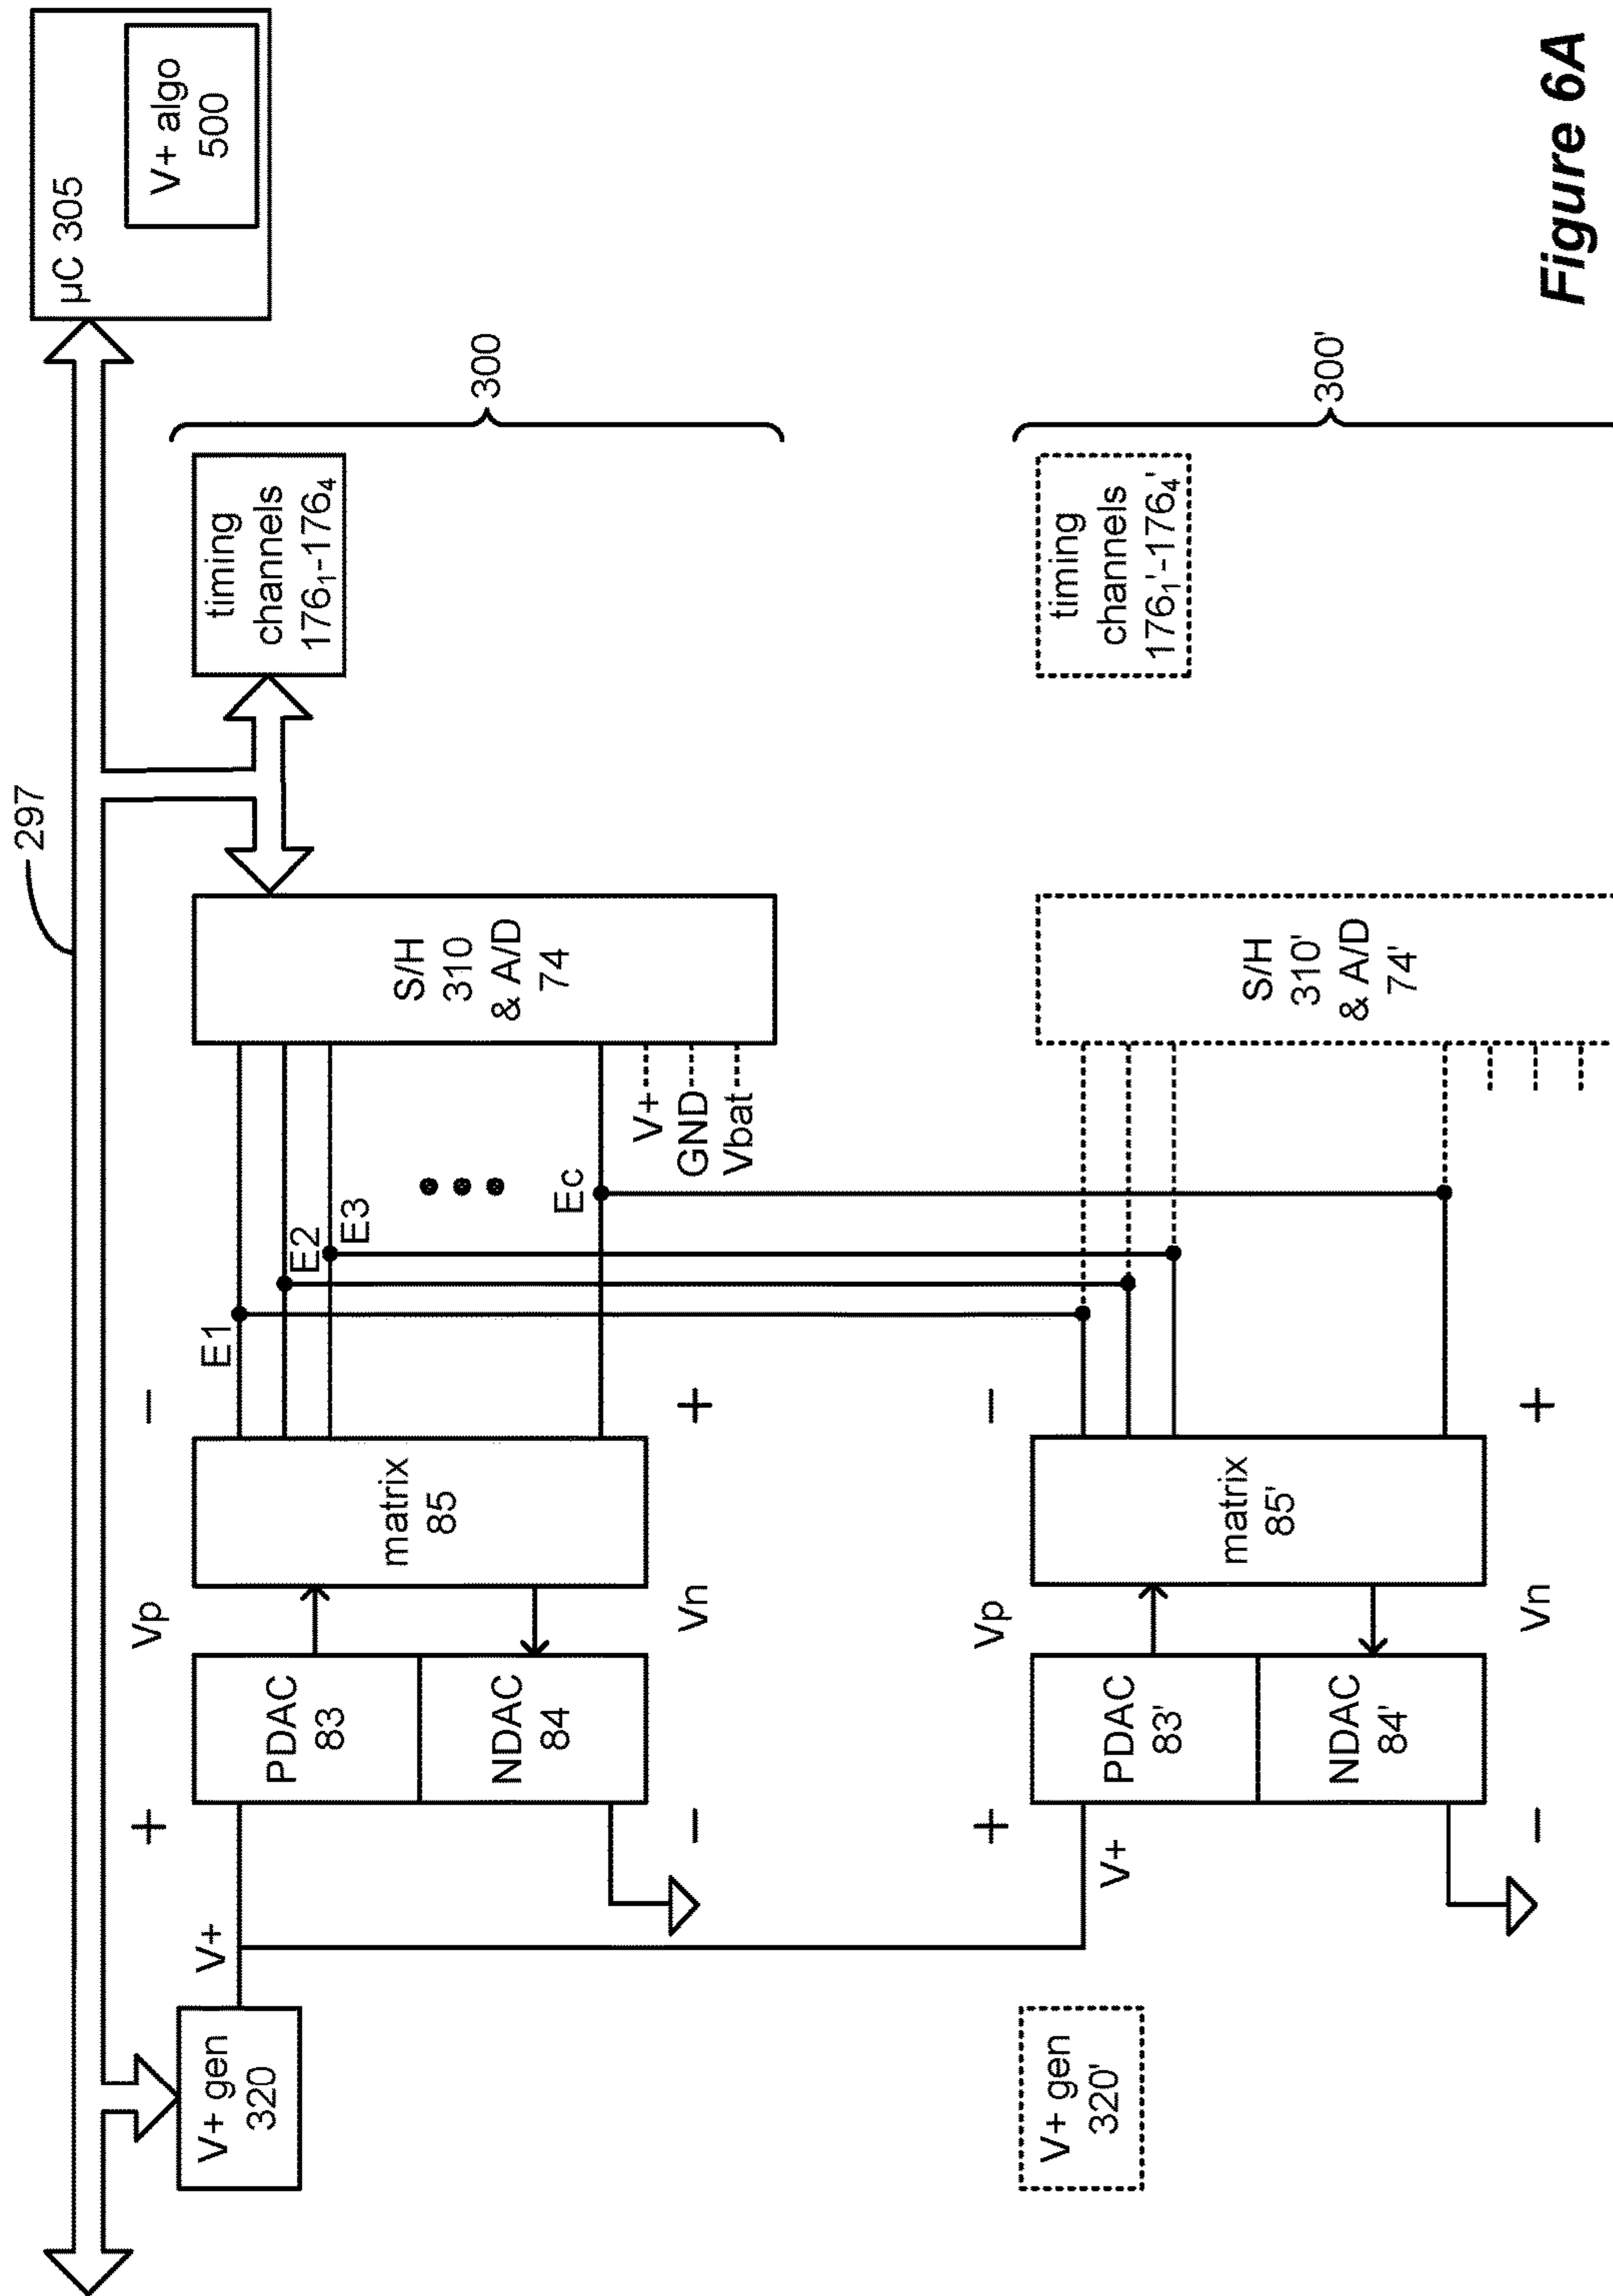 297
µC 305
V+ algo
500
V+ gen
320
V+
+
PDAC
83
NDAC
84
–
Vp
Vn
matrix
85
–
+
E1
E2
E3
Ec
V+
GND
Vbat
S/H
310
& A/D
74
timing
channels
176₁-176₄
300
V+ gen
320'
V+
+
PDAC
83'
NDAC
84'
–
Vp
Vn
matrix
85'
–
+
S/H
310'
& A/D
74'
timing
channels
176₁'-176₄'
300'
Figure 6A